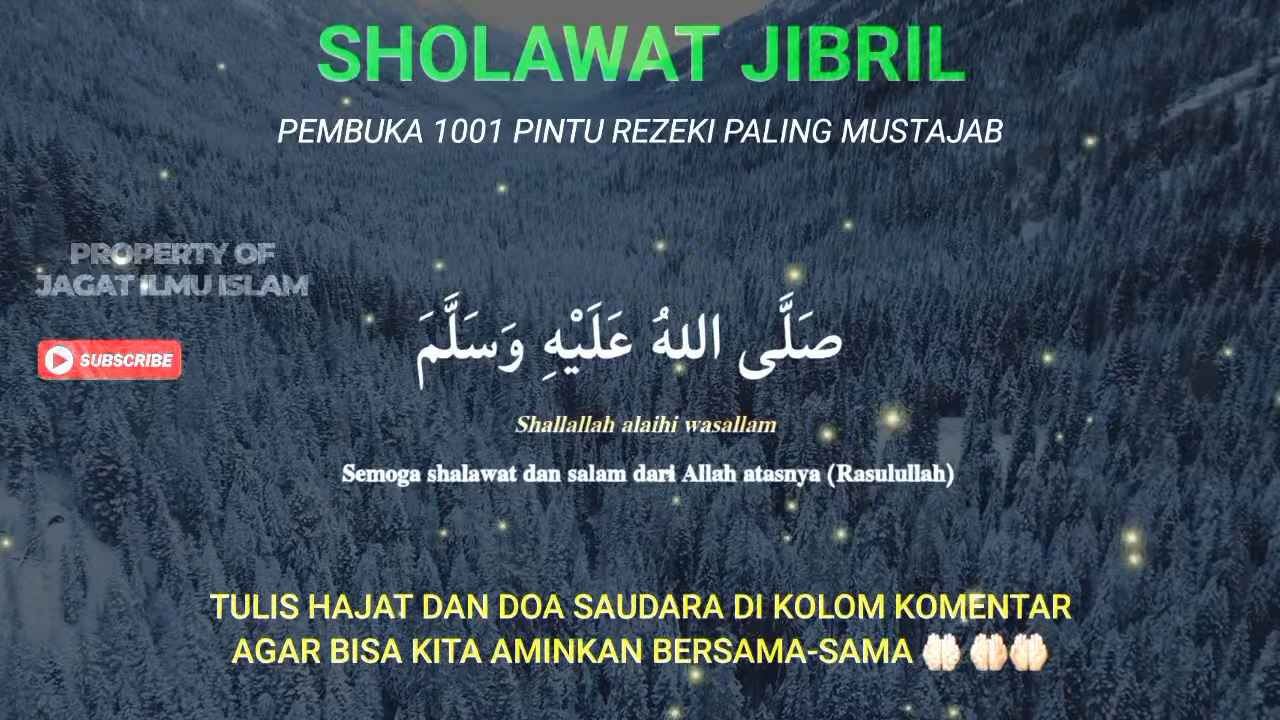 SHOLAWAT JIBRIL
PEMBUKA 1001 PINTU REZEKI PALING MUSTAJAB
PROPERTY OF
JAGAT ILMU ISLAM
صَلَّى اللهُ عَلَيْهِ وَسَلَّمَ
SUBSCRIBE
Shallallah alaihi wasallam
Semoga shalawat dan salam dari Allah atasnya (Rasulullah)
TULIS HAJAT DAN DOA SAUDARA DI KOLOM KOMENTAR
AGAR BISA KITA AMINKAN BERSAMA-SAMA 🤲🏻 🤲🏻🤲🏻